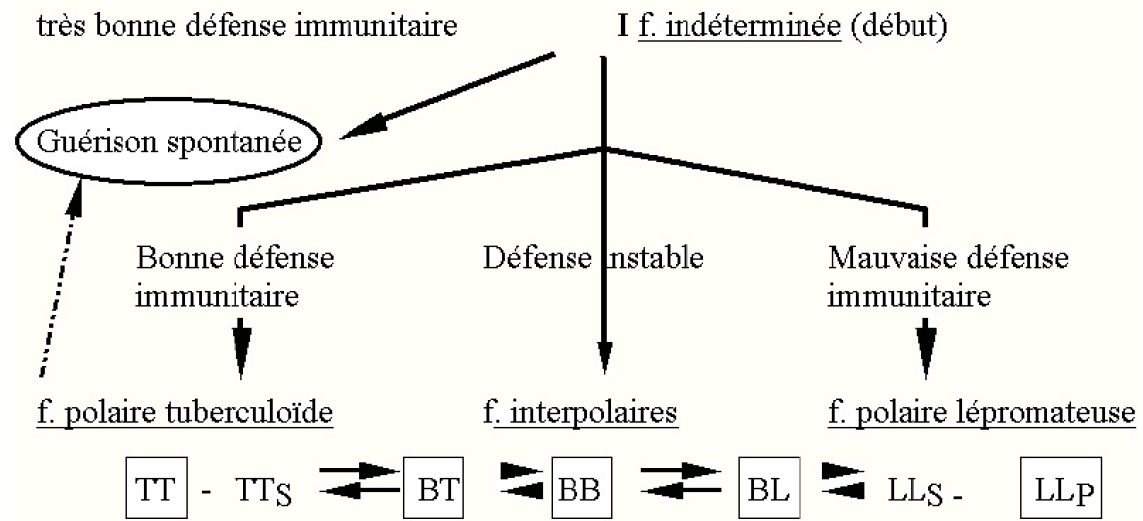 très bonne défense immunitaire
I f. indéterminée (début)
Guérison spontanée
Bonne défense
immunitaire
Défense instable
Mauvaise défense
immunitaire
f. polaire tuberculoïde
f. interpolaires
f. polaire lépromateuse
TT - TTS BT BB BL LLS - LLP